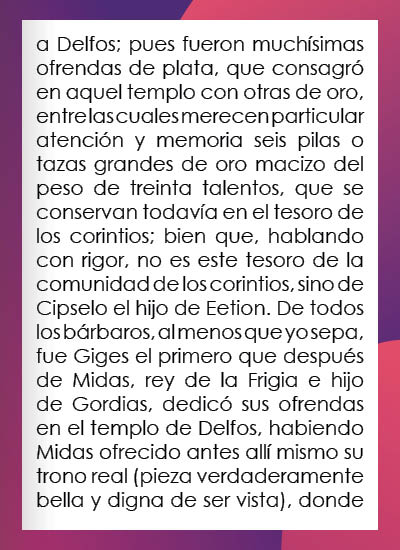 a Delfos; pues fueron muchísimas
ofrendas de plata, que consagró
en aquel templo con otras de oro,
entre las cuales merecen particular
atención y memoria seis pilas o
tazas grandes de oro macizo del
peso de treinta talentos, que se
conservan todavía en el tesoro de
los corintios; bien que, hablando
con rigor, no es este tesoro de la
comunidad de los corintios, sino de
Cipselo el hijo de Eetion. De todos
los bárbaros, al menos que yo sepa,
fue Giges el primero que después
de Midas, rey de la Frigia e hijo
de Gordias, dedicó sus ofrendas
en el templo de Delfos, habiendo
Midas ofrecido antes allí mismo su
trono real (pieza verdaderamente
bella y digna de ser vista), donde